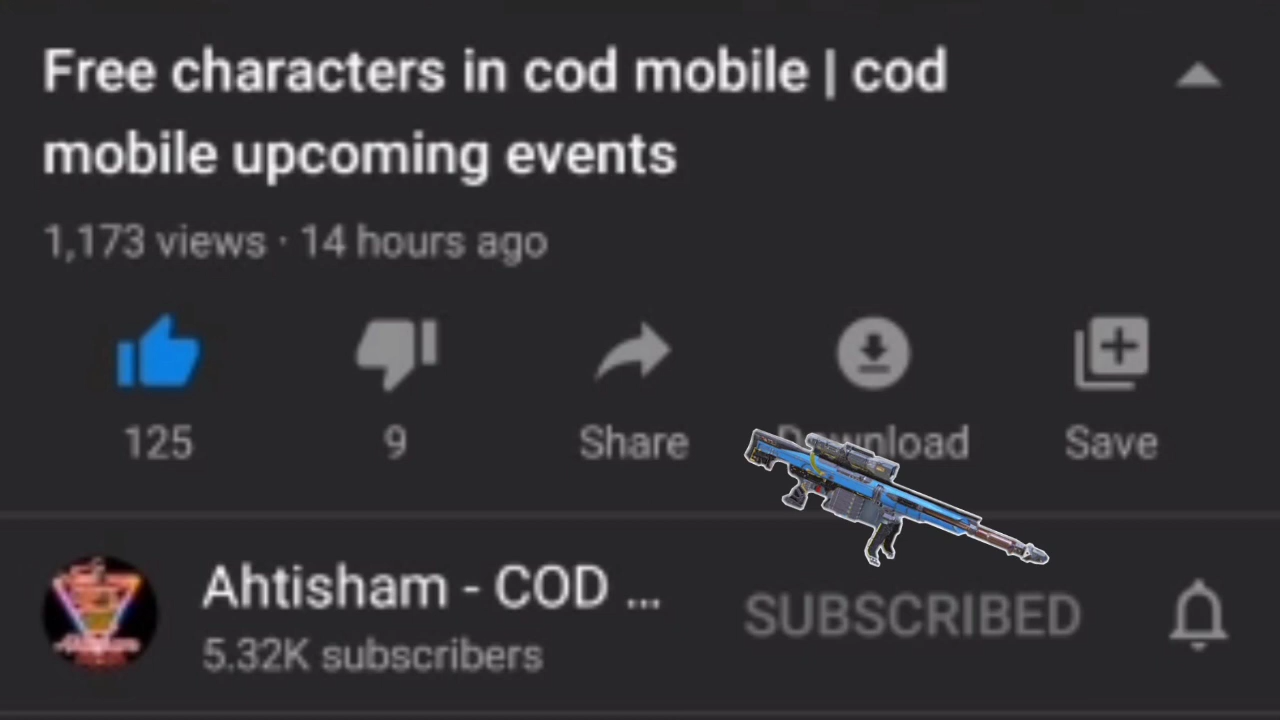 Free characters in cod mobile | cod
mobile upcoming events
1,173 views · 14 hours ago
125
9
Share
Download
Save
Ahtisham - COD ...
5.32K subscribers
SUBSCRIBED